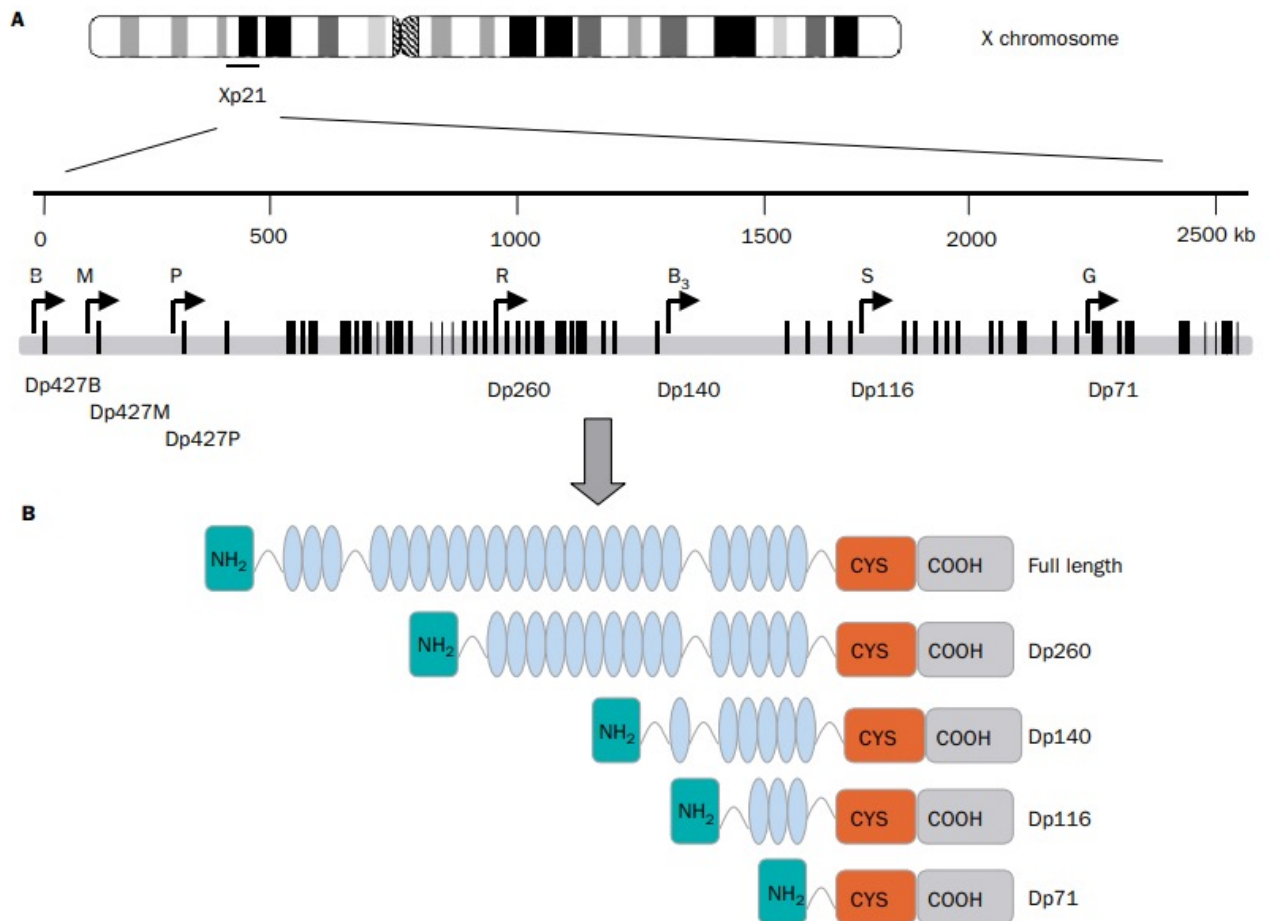 A
X chromosome
Xp21
0 500 1000 1500 2000 2500 kb
B M P R B₃ S G
Dp427B Dp260 Dp140 Dp116 Dp71
Dp427M
Dp427P
B
NH₂ CYS COOH Full length
NH₂ CYS COOH Dp260
NH₂ CYS COOH Dp140
NH₂ CYS COOH Dp116
NH₂ CYS COOH Dp71